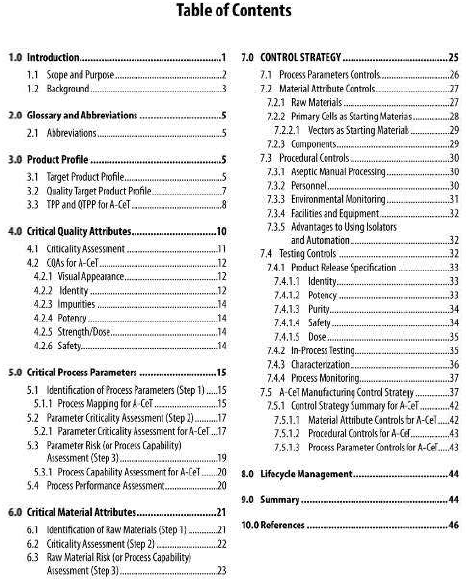 Table of Contents
1.0 Introduction.....1
1.1 Scope and Purpose.....2
1.2 Background.....3
2.0 Glossary and Abbreviations.....5
2.1 Abbreviations.....5
3.0 Product Profile.....5
3.1 Target Product Profile.....5
3.2 Quality Target Product Profile.....7
3.3 TPP and QTPP for A-CeT.....8
4.0 Critical Quality Attributes.....10
4.1 Criticality Assessment.....11
4.2 CQAs for A-CeT.....12
4.2.1 Visual Appearance.....12
4.2.2 Identity.....12
4.2.3 Impurities.....14
4.2.4 Potency.....14
4.2.5 Strength/Dose.....14
4.2.6 Safety.....14
5.0 Critical Process Parameters.....15
5.1 Identification of Process Parameters (Step 1).....15
5.1.1 Process Mapping for A-CeT.....15
5.2 Parameter Criticality Assessment (Step 2).....17
5.2.1 Parameter Criticality Assessment for A-CeT...17
5.3 Parameter Risk (or Process Capability)
Assessment (Step 3).....19
5.3.1 Process Capability Assessment for A-CeT.....20
5.4 Process Performance Assessment.....20
6.0 Critical Material Attributes.....21
6.1 Identification of Raw Materials (Step 1).....21
6.2 Criticality Assessment (Step 2).....22
6.3 Raw Material Risk (or Process Capability)
Assessment (Step 3).....23
7.0 CONTROL STRATEGY.....25
7.1 Process Parameters Controls.....26
7.2 Material Attribute Controls.....27
7.2.1 Raw Materials.....27
7.2.2 Primary Cells as Starting Materials.....28
7.2.2.1 Vectors as Starting Materials.....29
7.2.3 Components.....29
7.3 Procedural Controls.....30
7.3.1 Aseptic Manual Processing.....30
7.3.2 Personnel.....30
7.3.3 Environmental Monitoring.....31
7.3.4 Facilities and Equipment.....32
7.3.5 Advantages to Using Isolators
and Automation.....32
7.4 Testing Controls.....32
7.4.1 Product Release Specification.....33
7.4.1.1 Identity.....33
7.4.1.2 Potency.....33
7.4.1.3 Purity.....34
7.4.1.4 Safety.....34
7.4.1.5 Dose.....35
7.4.2 In-Process Testing.....35
7.4.3 Characterization.....36
7.4.4 Process Monitoring.....37
7.5 A-CeT Manufacturing Control Strategy.....37
7.5.1 Control Strategy Summary for A-CeT.....42
7.5.1.1 Material Attribute Controls for A-CeT.....42
7.5.1.2 Procedural Controls for A-CeT.....43
7.5.1.3 Process Parameter Controls for A-CeT.....43
8.0 Lifecycle Management.....44
9.0 Summary.....44
10.0 References.....46